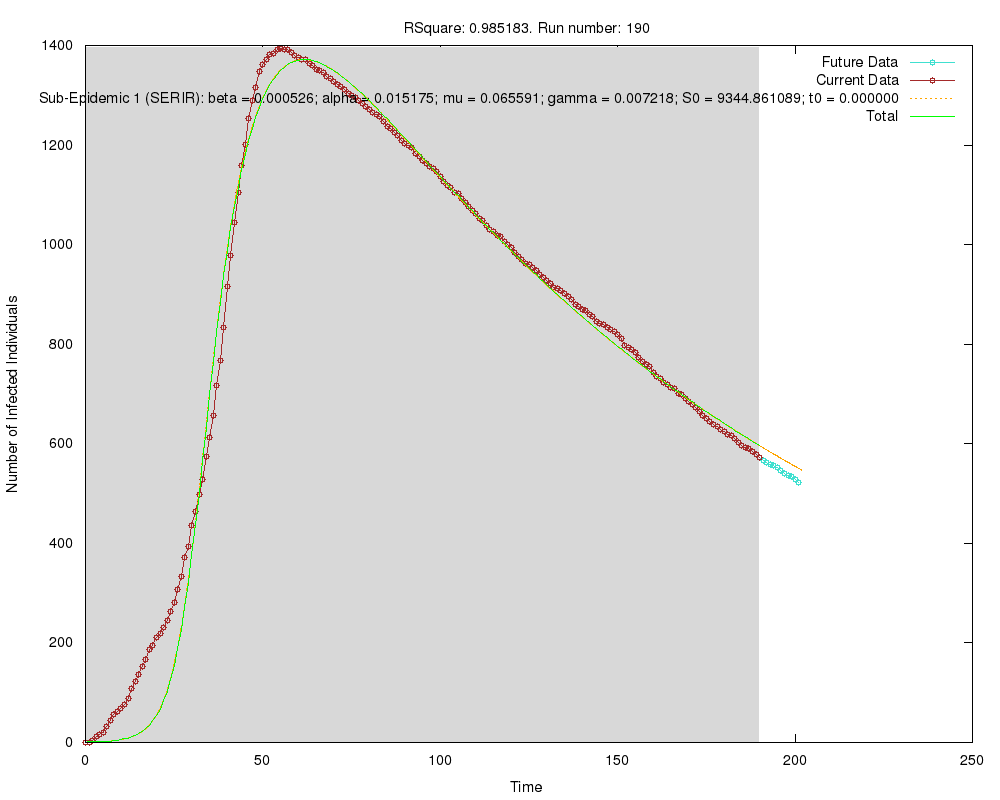 RSquare: 0.985183. Run number: 190
1400
1200
1000
800
600
400
200
0
Number of Infected Individuals
Future Data
Current Data
Sub-Epidemic 1 (SERIR): beta = 0.000526; alpha = 0.015175; mu = 0.065591; gamma = 0.007218; S0 = 9344.861089; t0 = 0.000000
Total
0 50 100 150 200 250
Time